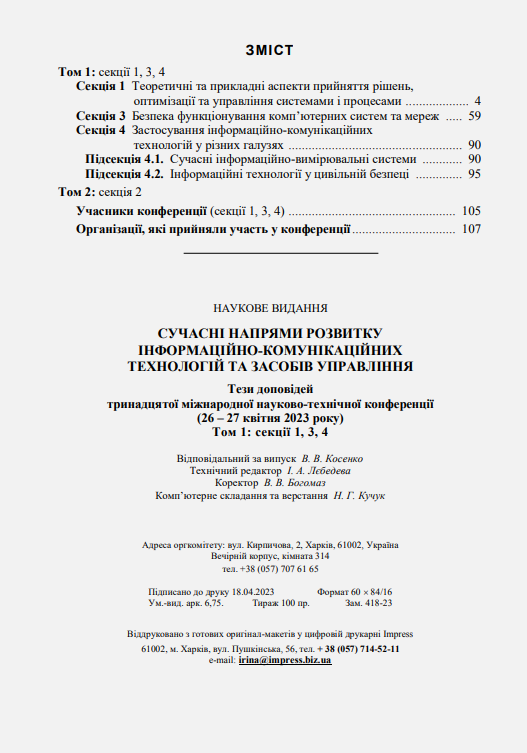 ЗМІСТ
Том 1: секції 1, 3, 4
Секція 1 Теоретичні та прикладні аспекти прийняття рішень,
оптимізації та управління системами і процесами ................... 4
Секція 3 Безпека функціонування комп’ютерних систем та мереж ..... 59
Секція 4 Застосування інформаційно-комунікаційних
технологій у різних галузях .................................................... 90
Підсекція 4.1. Сучасні інформаційно-вимірювальні системи ............ 90
Підсекція 4.2. Інформаційні технології у цивільній безпеці .............. 95
Том 2: секція 2
Учасники конференції (секції 1, 3, 4) .................................................. 105
Організації, які прийняли участь у конференції ............................... 107
НАУКОВЕ ВИДАННЯ
СУЧАСНІ НАПРЯМИ РОЗВИТКУ
ІНФОРМАЦІЙНО-КОМУНІКАЦІЙНИХ
ТЕХНОЛОГІЙ ТА ЗАСОБІВ УПРАВЛІННЯ
Тези доповідей
тринадцятої міжнародної науково-технічної конференції
(26 – 27 квітня 2023 року)
Том 1: секції 1, 3, 4
Відповідальний за випуск В. В. Косенко
Технічний редактор І. А. Лєбедева
Коректор В. В. Богомаз
Комп’ютерне складання та верстання Н. Г. Кучук
Адреса оргкомітету: вул. Кирпичова, 2, Харків, 61002, Україна
Вечірній корпус, кімната 314
тел. +38 (057) 707 61 65
Підписано до друку 18.04.2023 Формат 60 × 84/16
Ум.-вид. арк. 6,75. Тираж 100 пр. Зам. 418-23
Віддруковано з готових оригінал-макетів у цифровій друкарні Impress
61002, м. Харків, вул. Пушкінська, 56, тел. + 38 (057) 714-52-11
e-mail: irina@impress.biz.ua